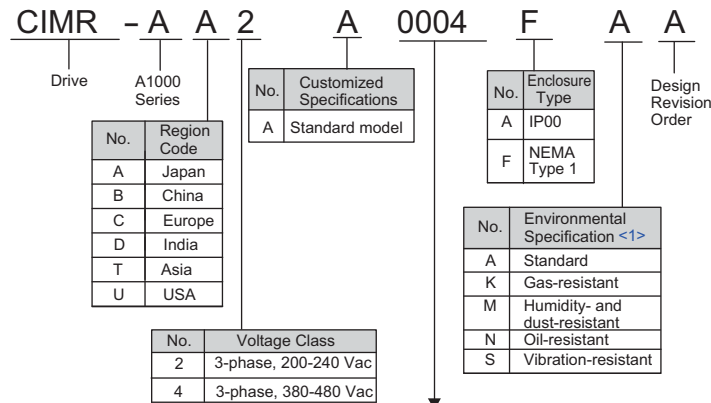 CIMR - A A 2 A 0004 F A A
Drive
A1000
Series
Design
Revision
Order
No. Customized
Specifications
A Standard model
No. Enclosure
Type
A IP00
F NEMA
Type 1
No. Region
Code
A Japan
B China
C Europe
D India
T Asia
U USA
No. Environmental
Specification <1>
A Standard
K Gas-resistant
M Humidity- and
dust-resistant
N Oil-resistant
S Vibration-resistant
No. Voltage Class
2 3-phase, 200-240 Vac
4 3-phase, 380-480 Vac